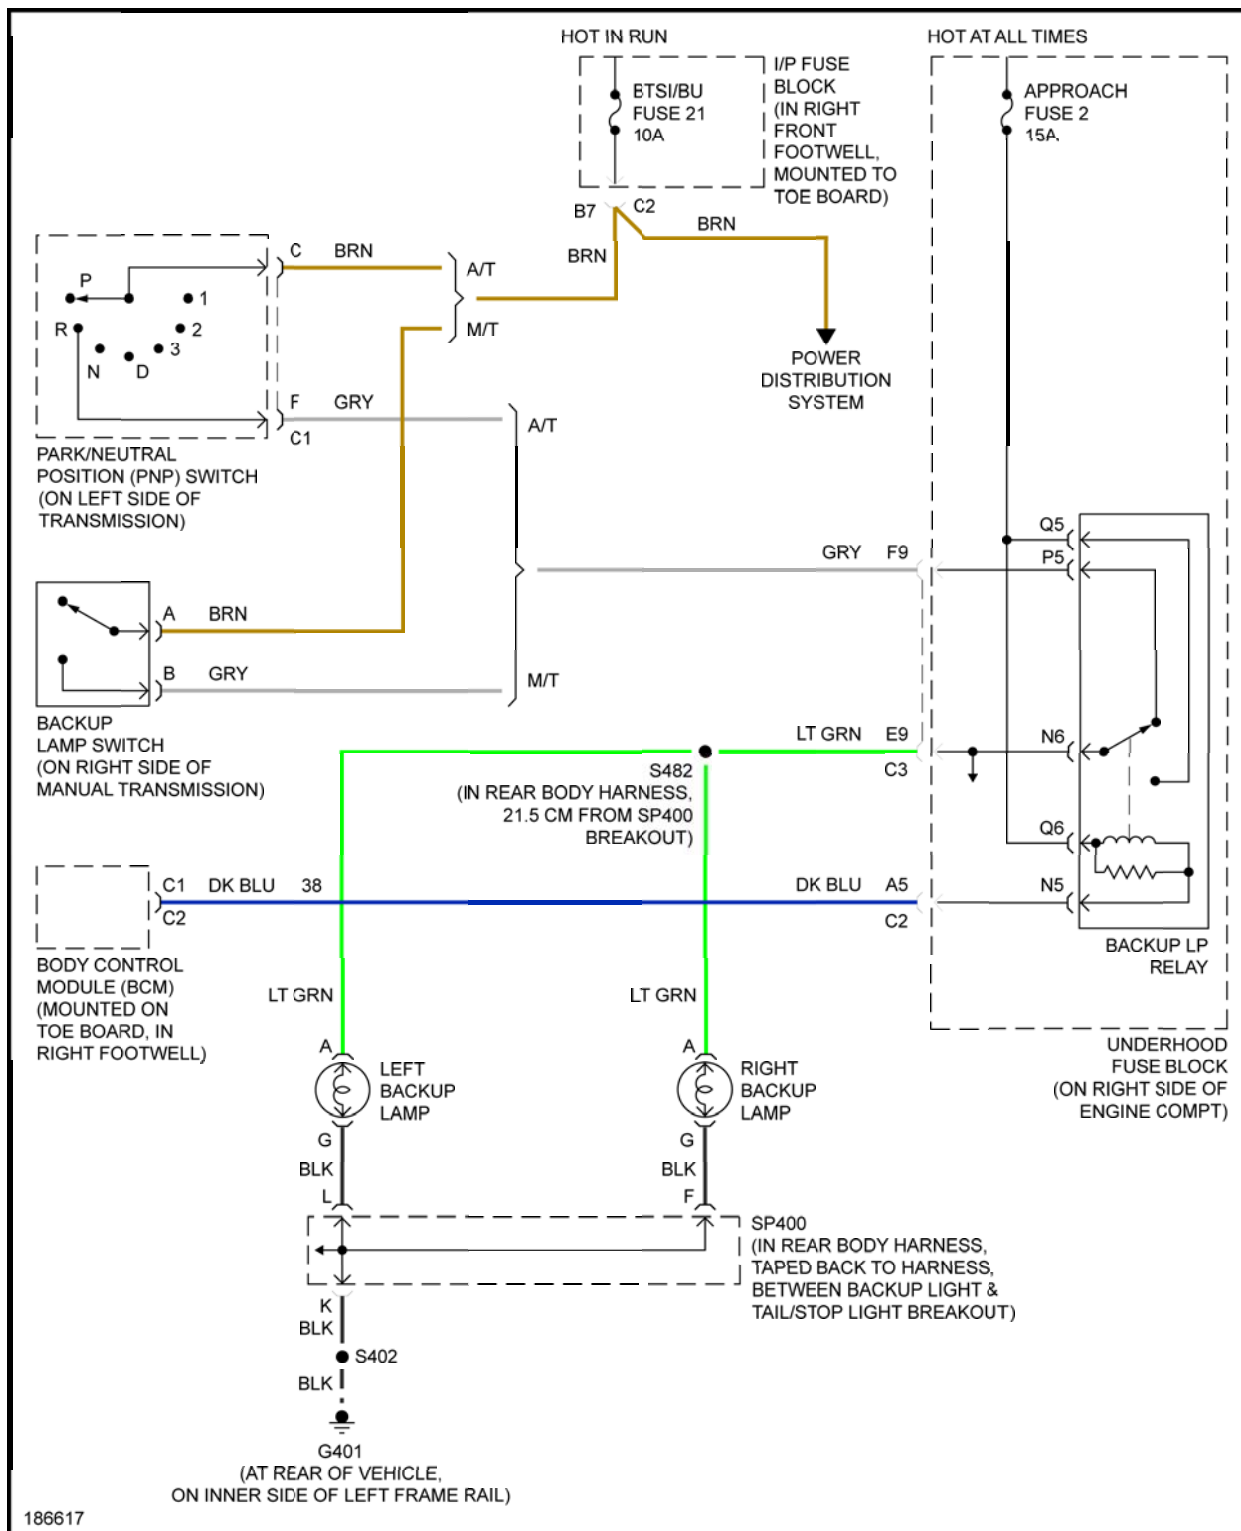 HOT IN RUN
HOT AT ALL TIMES
BTSI/BU
FUSE 21
10A
I/P FUSE
BLOCK
(IN RIGHT
FRONT
FOOTWELL,
MOUNTED TO
TOE BOARD)
APPROACH
FUSE 2
15A
B7
C2
BRN
BRN
C
BRN
A/T
P
1
R
2
M/T
3
N
D
POWER
DISTRIBUTION
SYSTEM
F
GRY
C1
A/T
PARK/NEUTRAL
POSITION (PNP) SWITCH
(ON LEFT SIDE OF
TRANSMISSION)
Q5
GRY
F9
P5
A
BRN
B
GRY
M/T
BACKUP
LAMP SWITCH
(ON RIGHT SIDE OF
MANUAL TRANSMISSION)
LT GRN
E9
N6
C3
S482
(IN REAR BODY HARNESS,
21.5 CM FROM SP400
BREAKOUT)
Q6
C1
DK BLU
38
DK BLU
A5
N5
C2
C2
BACKUP LP
RELAY
BODY CONTROL
MODULE (BCM)
(MOUNTED ON
TOE BOARD, IN
RIGHT FOOTWELL)
LT GRN
LT GRN
UNDERHOOD
FUSE BLOCK
(ON RIGHT SIDE OF
ENGINE COMPT)
A
LEFT
BACKUP
LAMP
A
RIGHT
BACKUP
LAMP
G
G
BLK
BLK
L
F
SP400
(IN REAR BODY HARNESS,
TAPED BACK TO HARNESS,
BETWEEN BACKUP LIGHT &
TAIL/STOP LIGHT BREAKOUT)
K
BLK
S402
BLK
G401
(AT REAR OF VEHICLE,
ON INNER SIDE OF LEFT FRAME RAIL)
186617